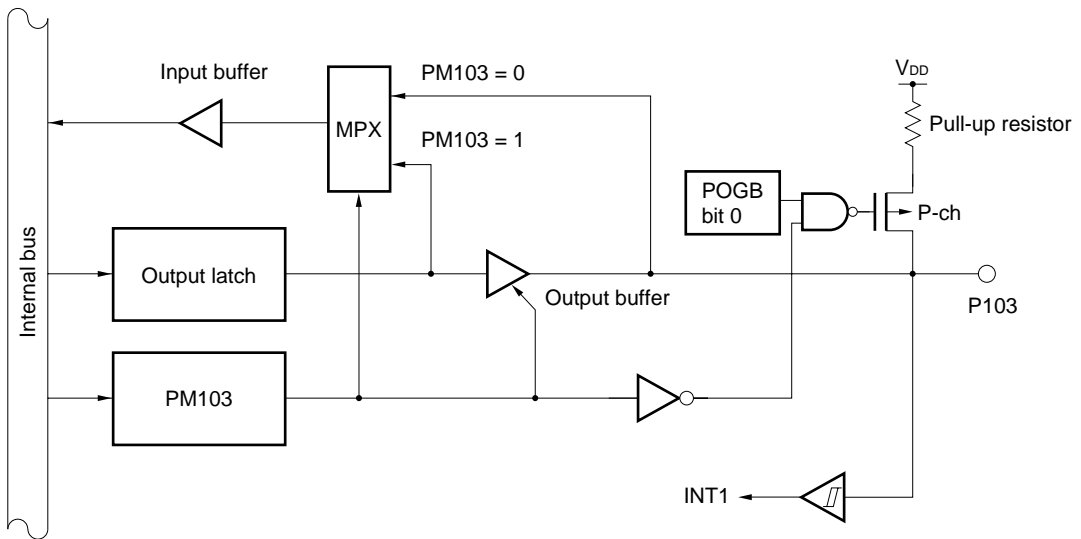 Internal bus
Input buffer
MPX
PM103 = 0
PM103 = 1
VDD
Pull-up resistor
POGB
bit 0
P-ch
Output latch
Output buffer
P103
PM103
INT1